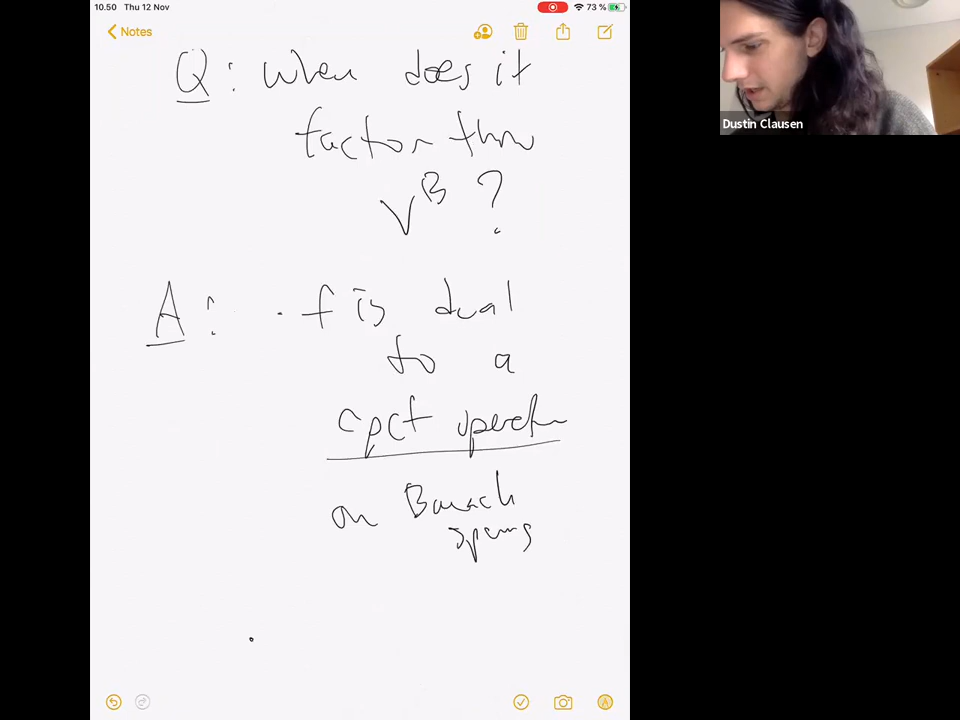 10.50 Thu 12 Nov
73 %
Notes
Dustin Clausen
Q: When does it
factor thru
V^B ?
A: · f is dual
to a
cpct operator
on Banach
spaces